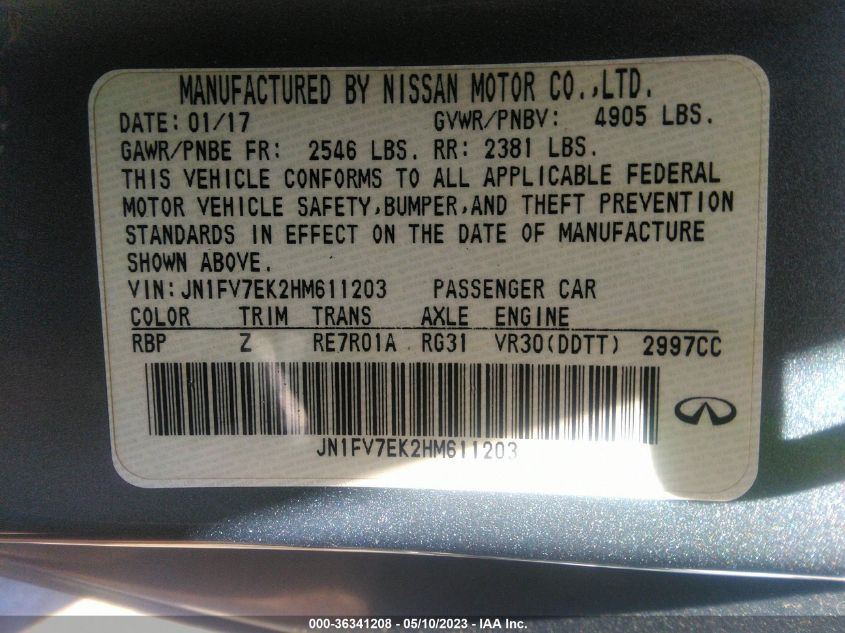 MANUFACTURED BY NISSAN MOTOR CO.,LTD.
DATE: 01/17 GVWR/PNBV: 4905 LBS.
GAWR/PNBE FR: 2546 LBS. RR: 2381 LBS.
THIS VEHICLE CONFORMS TO ALL APPLICABLE FEDERAL
MOTOR VEHICLE SAFETY,BUMPER,AND THEFT PREVENTION
STANDARDS IN EFFECT ON THE DATE OF MANUFACTURE
SHOWN ABOVE.
VIN:JN1FV7EK2HM611203 PASSENGER CAR
COLOR TRIM TRANS AXLE ENGINE
RBP Z RE7R01A RG31 VR30(DDTT) 2997CC
JN1FV7EK2HM611203
000-36341208 - 05/10/2023 - IAA Inc.